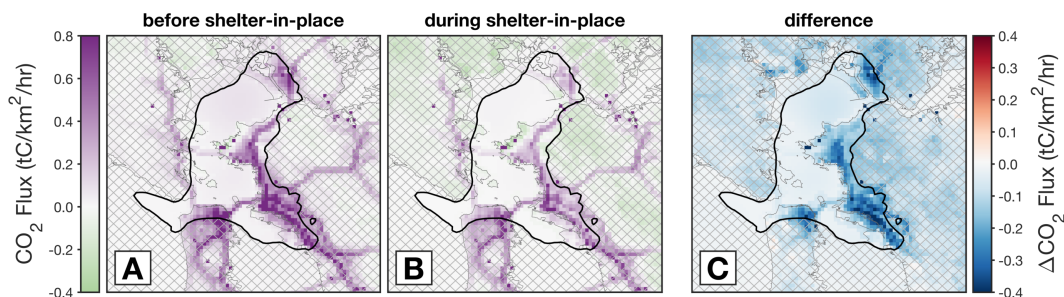 before shelter-in-place
during shelter-in-place
difference
CO2 Flux (tC/km2/hr)
0.8
0.6
0.4
0.2
0.0
-0.2
-0.4
A
B
C
0.4
0.3
0.2
0.1
0.0
-0.1
-0.2
-0.3
-0.4
ΔCO2 Flux (tC/km2/hr)